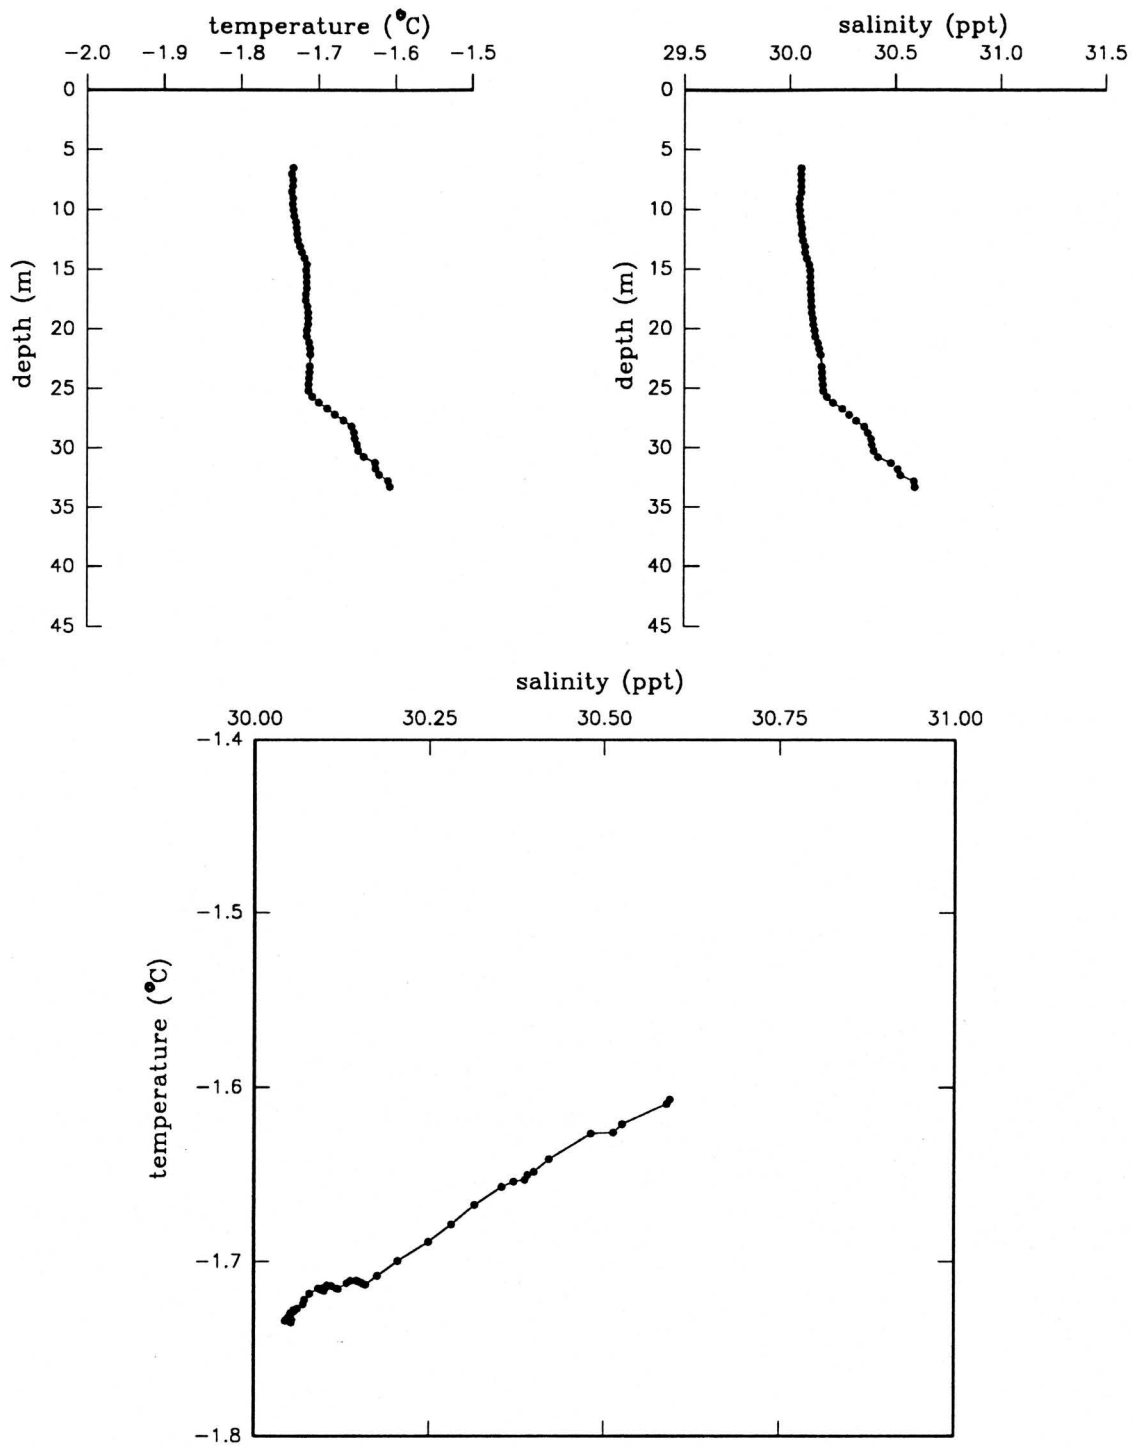 temperature (°C)
−2.0 −1.9 −1.8 −1.7 −1.6 −1.5
0
5
10
15
20
25
30
35
40
45
depth (m)
salinity (ppt)
29.5 30.0 30.5 31.0 31.5
0
5
10
15
20
25
30
35
40
45
depth (m)
salinity (ppt)
30.00 30.25 30.50 30.75 31.00
−1.4
−1.5
−1.6
−1.7
−1.8
temperature (°C)